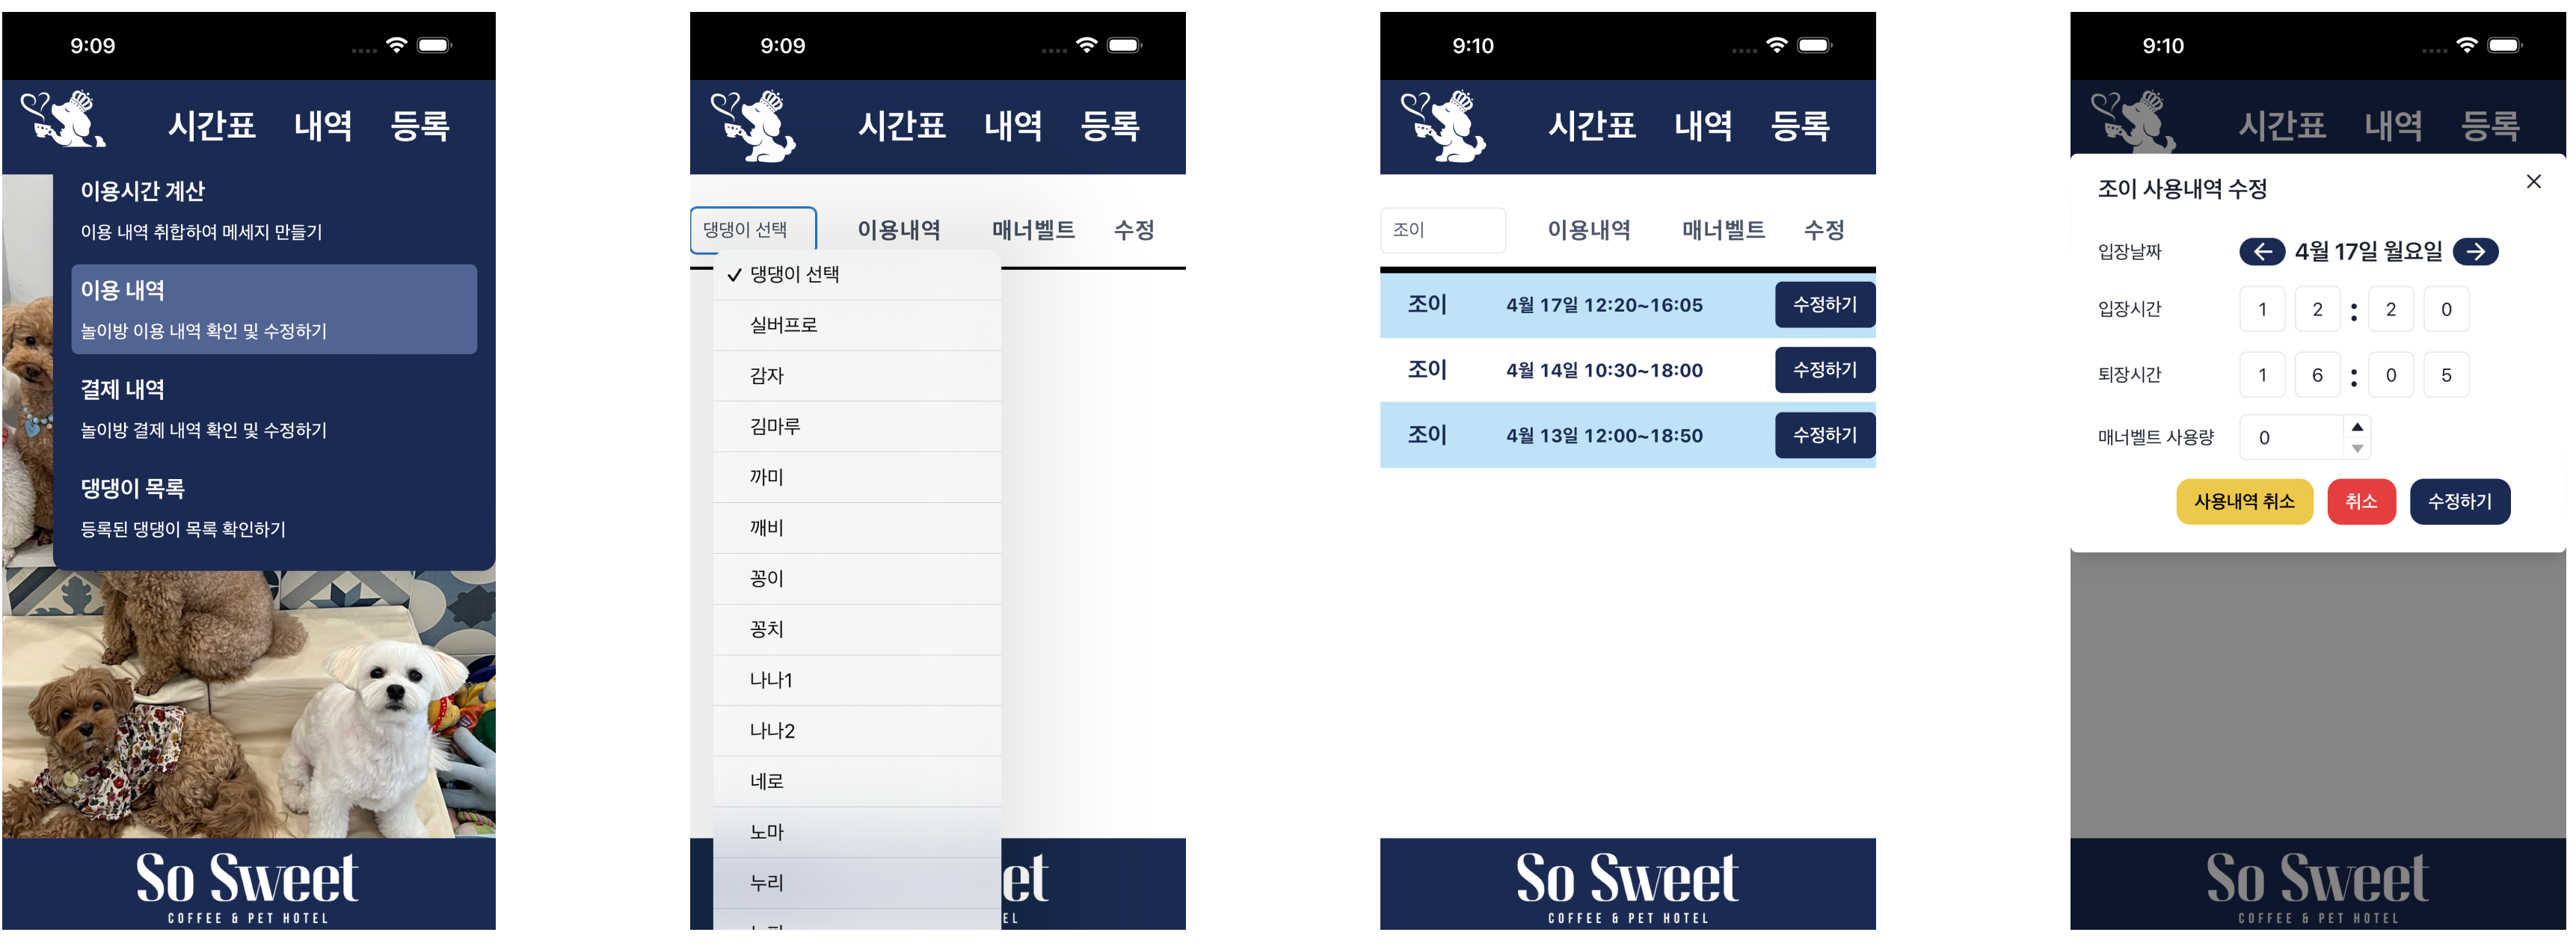 9:09
시간표 내역 등록
이용시간 계산
이용 내역 취합하여 메세지 만들기
이용 내역
놀이방 이용 내역 확인 및 수정하기
결제 내역
놀이방 결제 내역 확인 및 수정하기
댕댕이 목록
등록된 댕댕이 목록 확인하기
So Sweet
COFFEE & PET HOTEL
9:09
시간표 내역 등록
댕댕이 선택 이용내역 매너벨트 수정
✓ 댕댕이 선택
실버프로
감자
김마루
까미
깨비
꽁이
꽁치
나나1
나나2
네로
노마
누리
et
EL
9:10
시간표 내역 등록
조이 이용내역 매너벨트 수정
조이 4월 17일 12:20~16:05 수정하기
조이 4월 14일 10:30~18:00 수정하기
조이 4월 13일 12:00~18:50 수정하기
So Sweet
COFFEE & PET HOTEL
9:10
시간표 내역 등록
조이 사용내역 수정
입장날짜 4월 17일 월요일
입장시간 1 2 : 2 0
퇴장시간 1 6 : 0 5
매너벨트 사용량 0
사용내역 취소 취소 수정하기
So Sweet
COFFEE & PET HOTEL